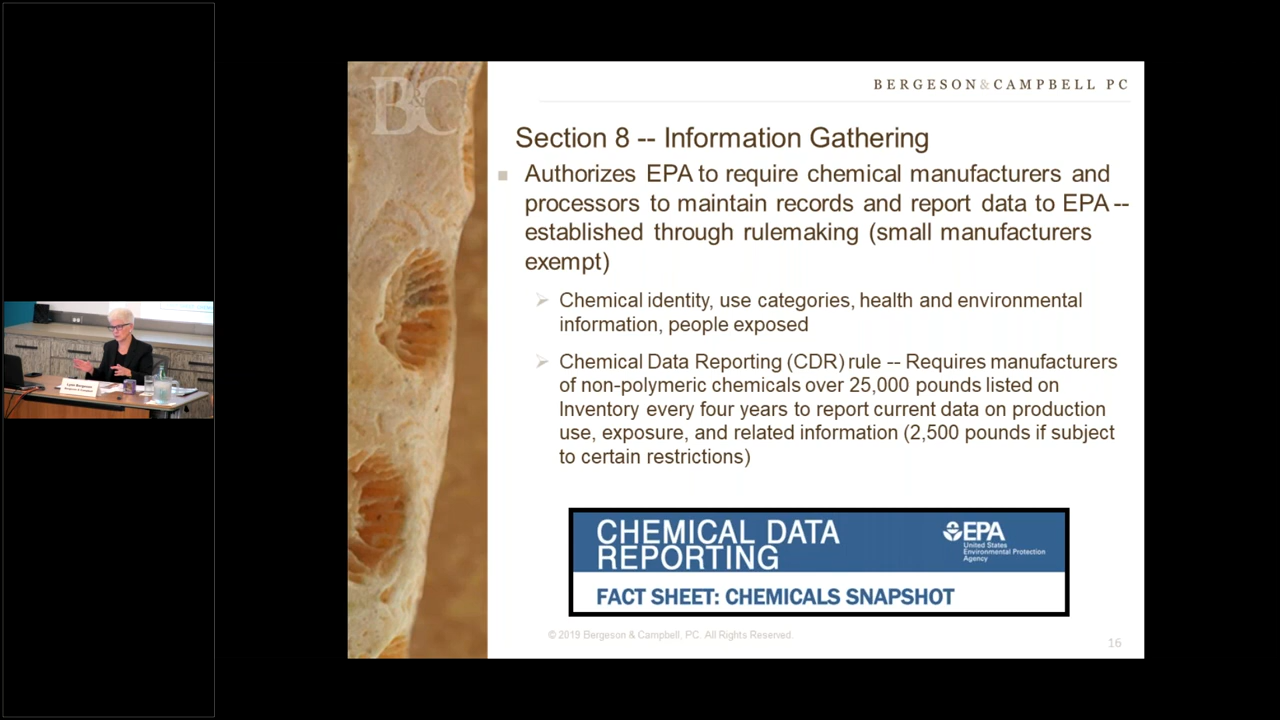 B&C
BERGESON&CAMPBELL PC
Section 8 -- Information Gathering
Authorizes EPA to require chemical manufacturers and
processors to maintain records and report data to EPA --
established through rulemaking (small manufacturers
exempt)
Chemical identity, use categories, health and environmental
information, people exposed
Chemical Data Reporting (CDR) rule -- Requires manufacturers
of non-polymeric chemicals over 25,000 pounds listed on
Inventory every four years to report current data on production
use, exposure, and related information (2,500 pounds if subject
to certain restrictions)
CHEMICAL DATA
REPORTING
EPA
United States
Environmental Protection
Agency
FACT SHEET: CHEMICALS SNAPSHOT
© 2019 Bergeson & Campbell, PC. All Rights Reserved.
16
Lynn Bergeson
Bergeson & Campbell